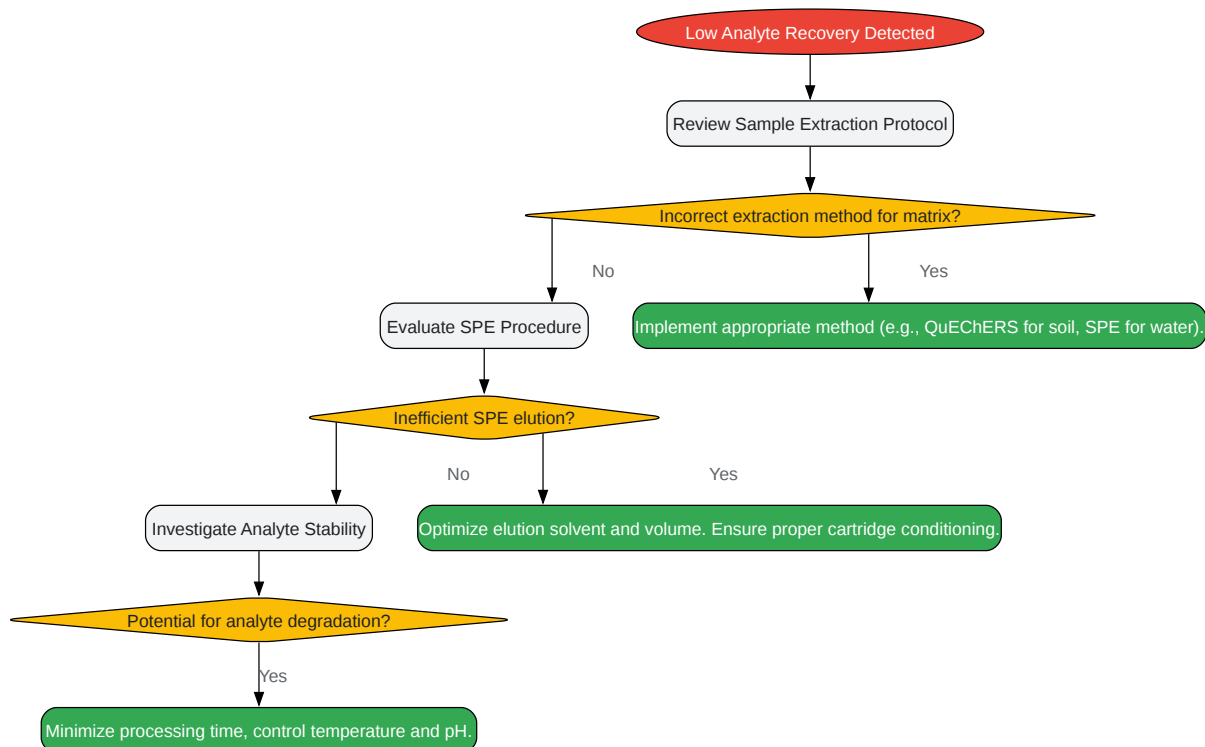 Low Analyte Recovery Detected
Review Sample Extraction Protocol
Incorrect extraction method for matrix?
No
Yes
Evaluate SPE Procedure
Implement appropriate method (e.g., QuEChERS for soil, SPE for water).
Inefficient SPE elution?
No
Yes
Investigate Analyte Stability
Optimize elution solvent and volume. Ensure proper cartridge conditioning.
Potential for analyte degradation?
Yes
Minimize processing time, control temperature and pH.